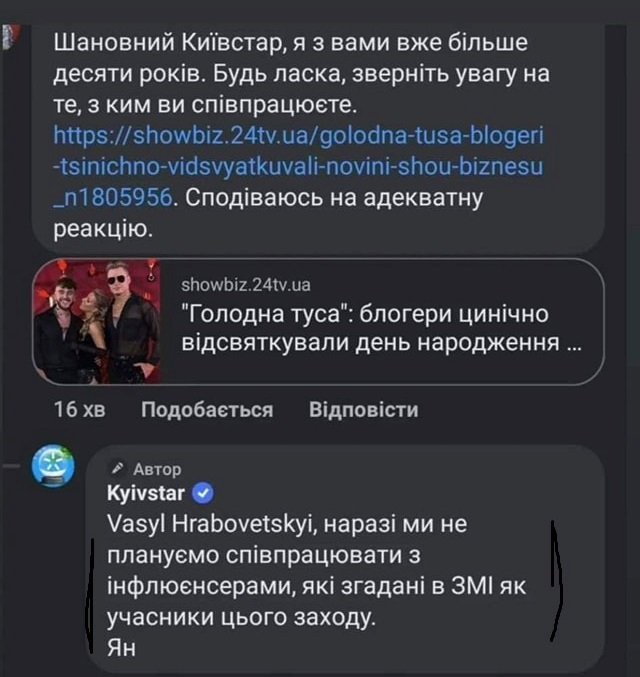 Шановний Київстар, я з вами вже більше
десяти років. Будь ласка, зверніть увагу на
те, з ким ви співпрацюєте.
https://showbiz.24tv.ua/golodna-tusa-blogeri
-tsinichno-vidsvyatkuvali-novini-shou-biznesu
_n1805956. Сподіваюсь на адекватну
реакцію.
showbiz.24tv.ua
"Голодна туса": блогери цинічно
відсвяткували день народження ...
16 хв Подобається Відповісти
Автор
Kyivstar
Vasyl Hrabovetskyi, наразі ми не
плануємо співпрацювати з
інфлюєнсерами, які згадані в ЗМІ як
учасники цього заходу.
Ян